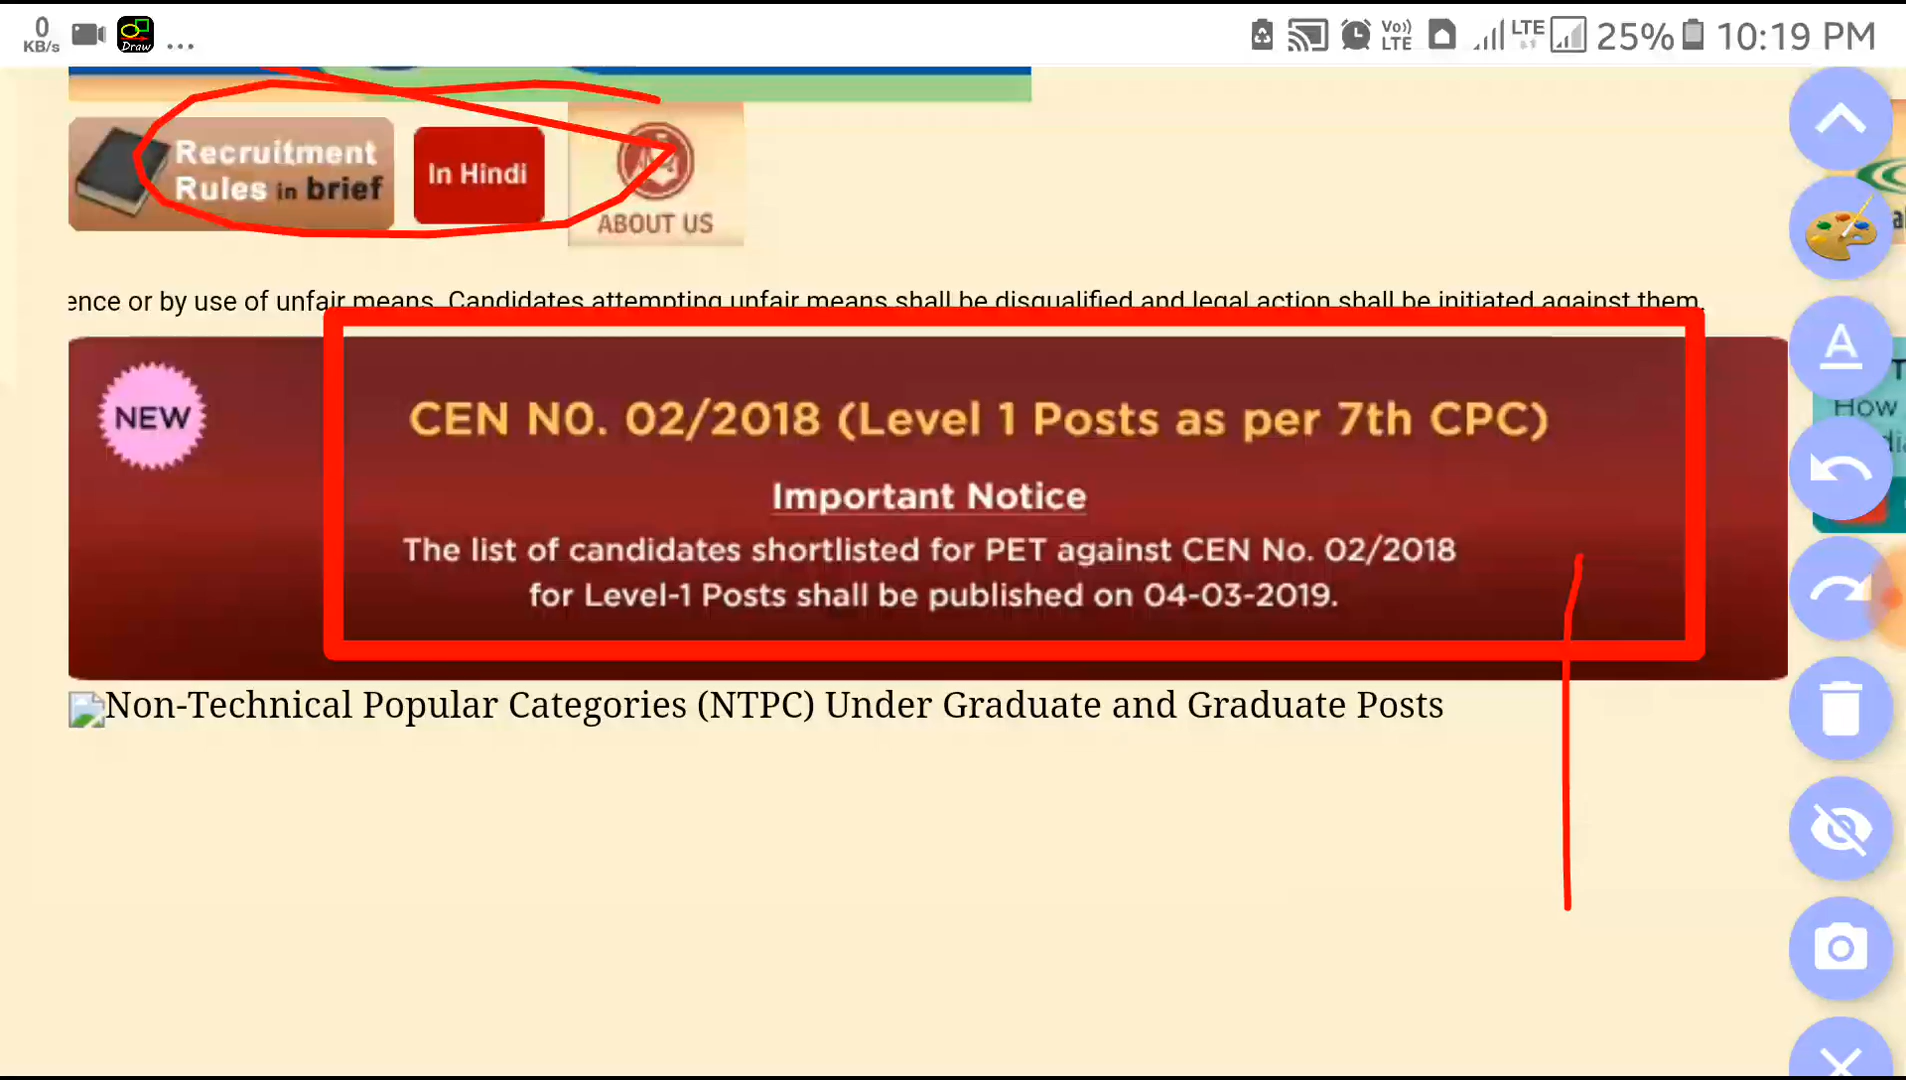 0
KB/s
Draw
...
Vo))
LTE
LTE
25%
10:19 PM
Recruitment
Rules in brief
In Hindi
ABOUT US
ence or by use of unfair means. Candidates attempting unfair means shall be disqualified and legal action shall be initiated against them.
NEW
CEN NO. 02/2018 (Level 1 Posts as per 7th CPC)
Important Notice
The list of candidates shortlisted for PET against CEN No. 02/2018
for Level-1 Posts shall be published on 04-03-2019.
Non-Technical Popular Categories (NTPC) Under Graduate and Graduate Posts
A
How